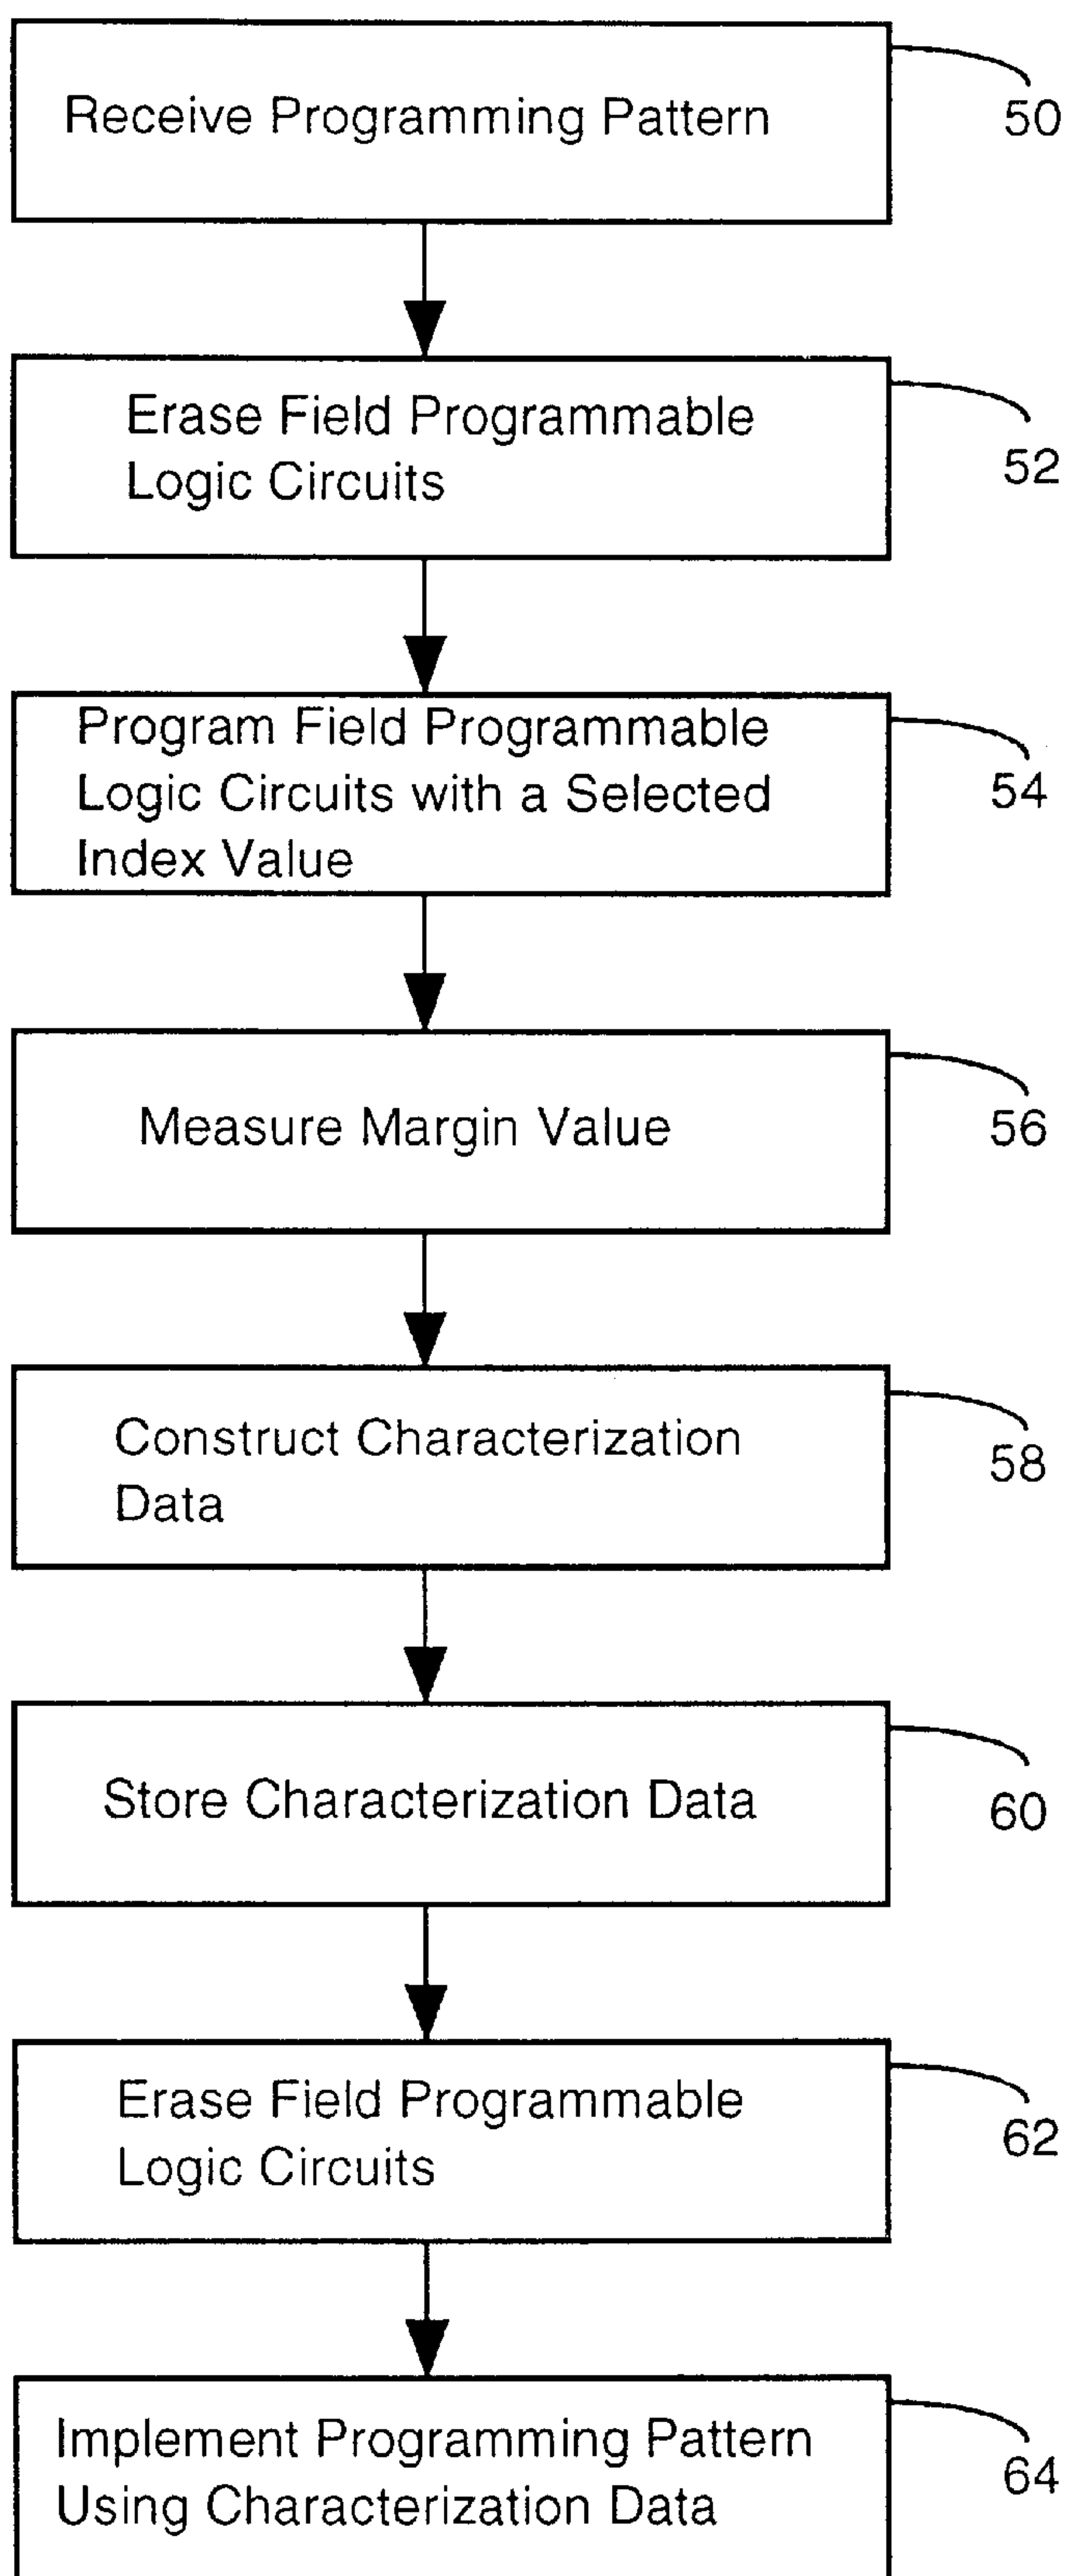 Receive Programming Pattern
50
Erase Field Programmable
Logic Circuits
52
Program Field Programmable
Logic Circuits with a Selected
Index Value
54
Measure Margin Value
56
Construct Characterization
Data
58
Store Characterization Data
60
Erase Field Programmable
Logic Circuits
62
Implement Programming Pattern
Using Characterization Data
64